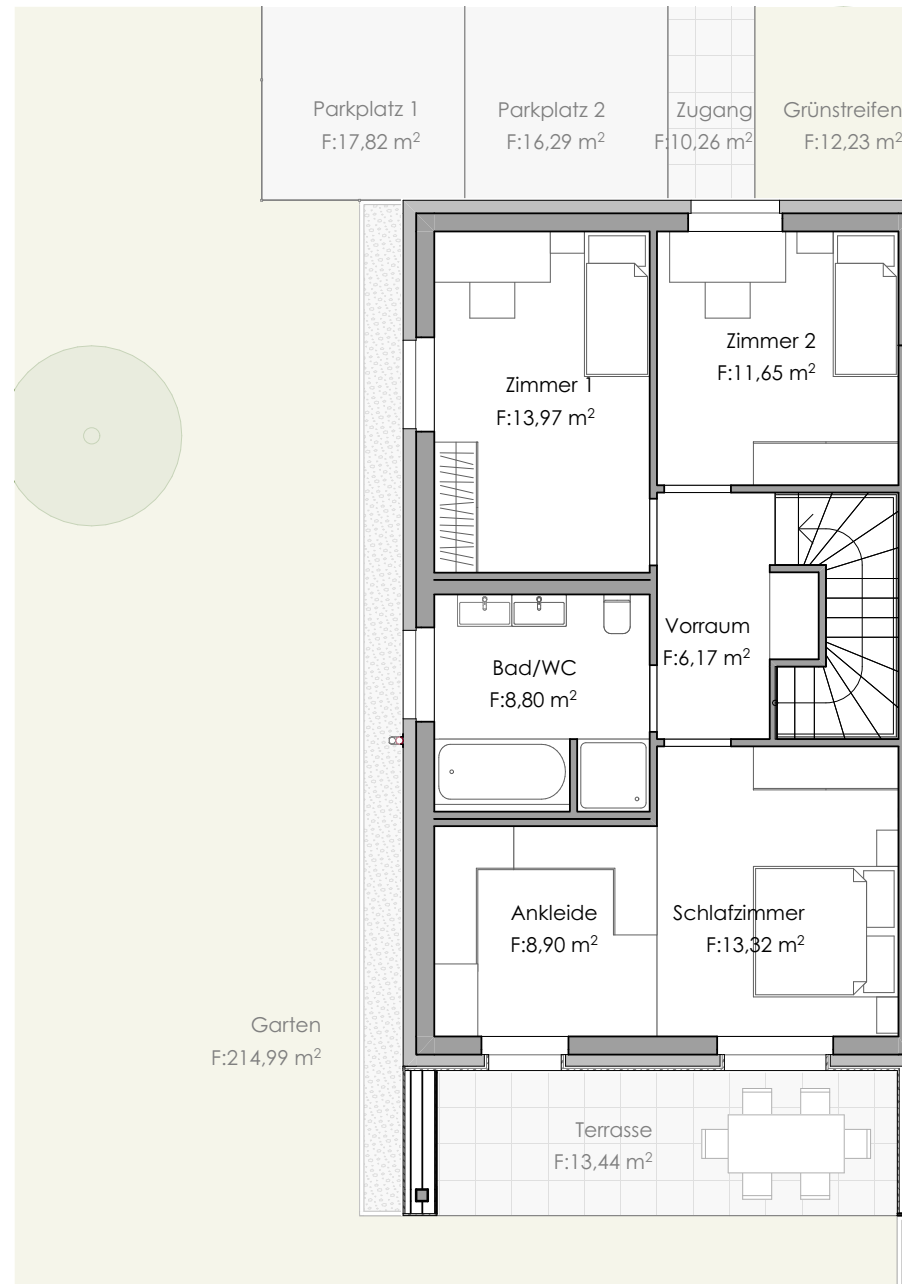 Parkplatz 1
F:17,82 m²
Parkplatz 2
F:16,29 m²
Zugang
F:10,26 m²
Grünstreifen
F:12,23 m²
Zimmer 1
F:13,97 m²
Zimmer 2
F:11,65 m²
Vorraum
F:6,17 m²
Bad/WC
F:8,80 m²
Ankleide
F:8,90 m²
Schlafzimmer
F:13,32 m²
Garten
F:214,99 m²
Terrasse
F:13,44 m²